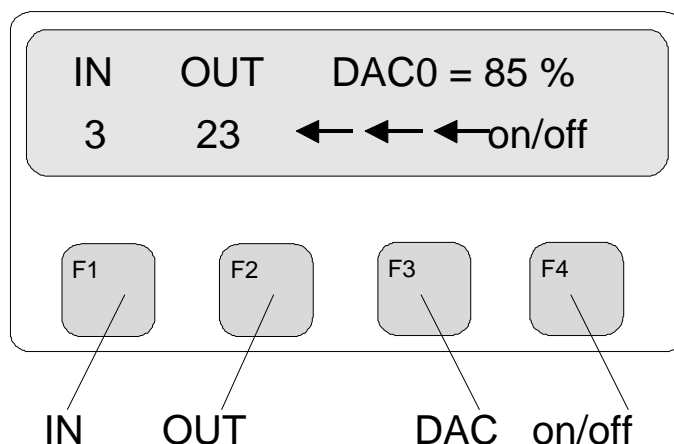 IN OUT DAC0 = 85 %
3 23 ←←←on/off
F1 F2 F3 F4
IN OUT DAC on/off